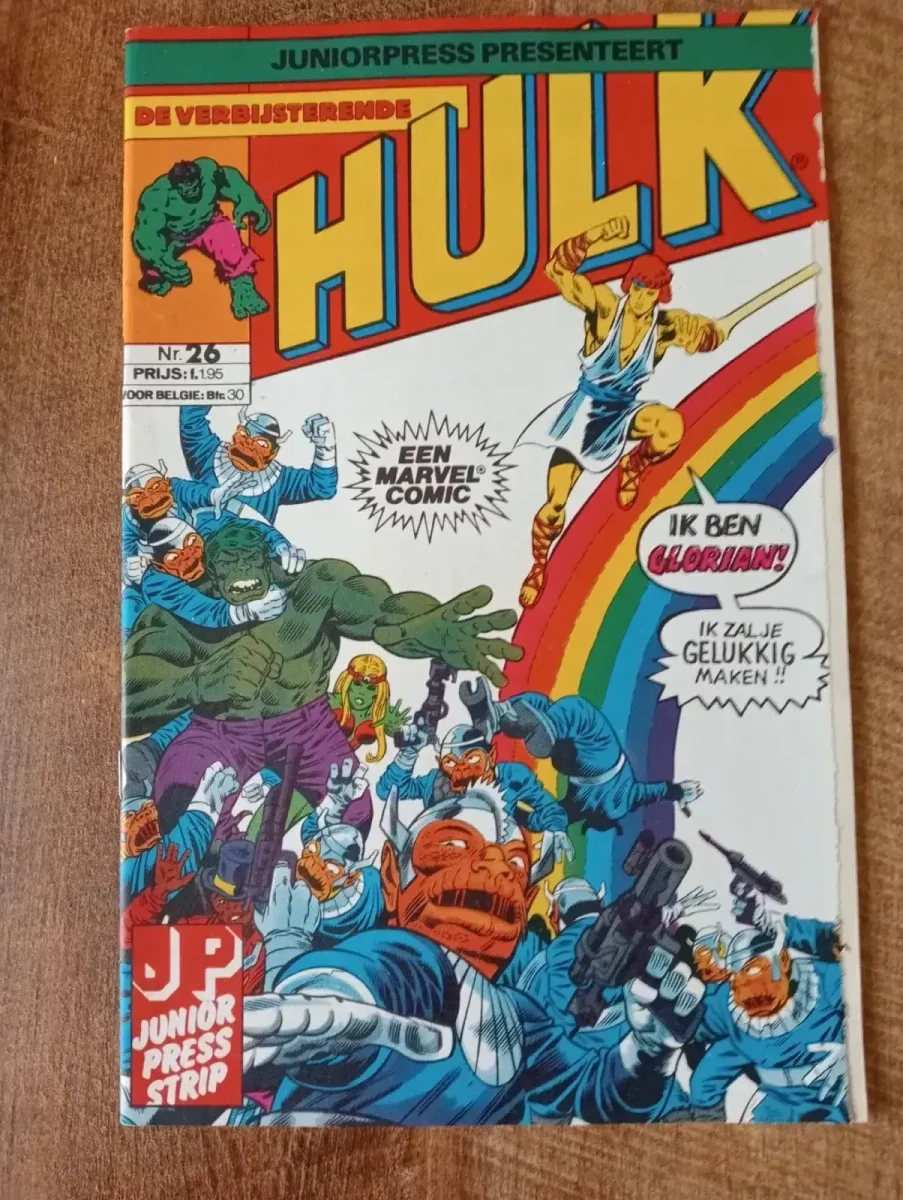 JUNIORPRESS PRESENTEERT
DE VERBIJSTERENDE
HULK
Nr. 26
PRIJS: f.1.95
VOOR BELGIE: Bfr. 30
EEN
MARVEL®
COMIC
IK BEN
GLORIAN!
IK ZAL JE
GELUKKIG
MAKEN!!
JP
JUNIOR
PRESS
STRIP